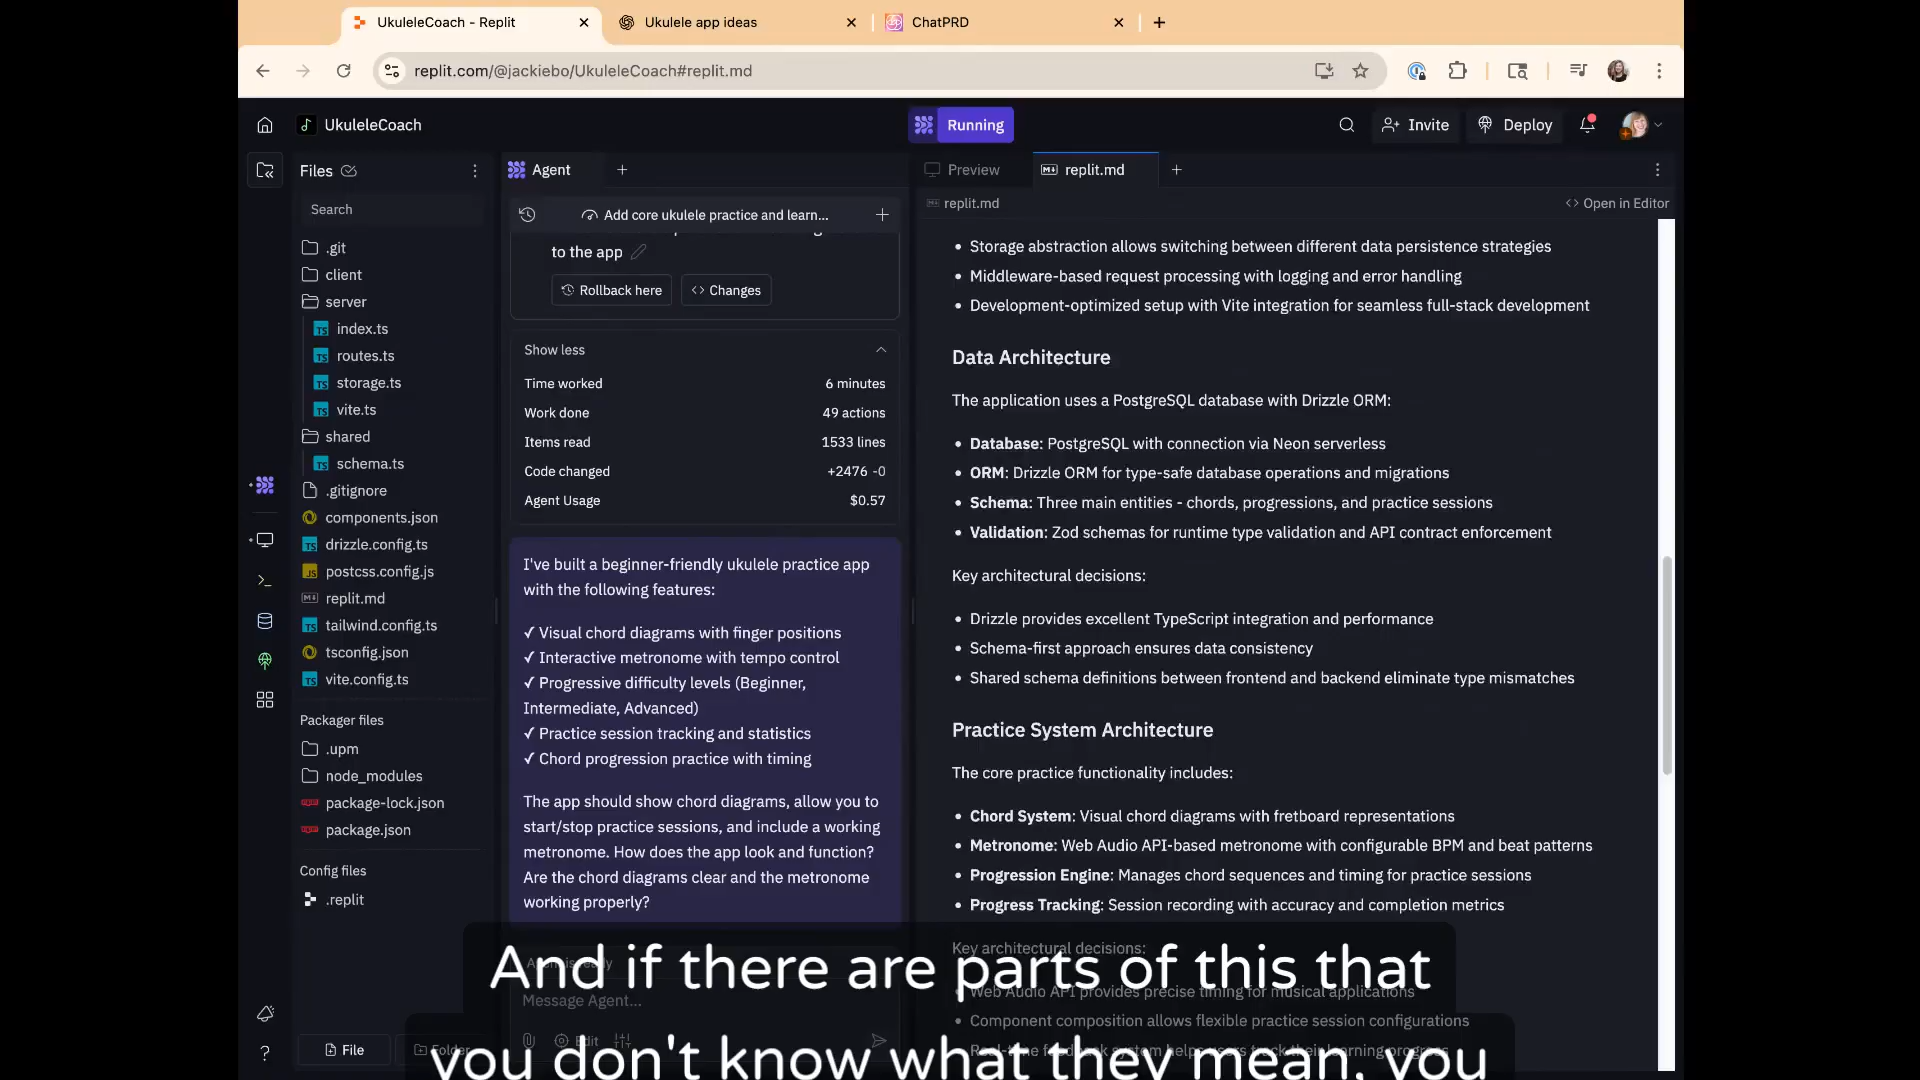 UkuleleCoach - Replit
Ukulele app ideas
ChatPRD
replit.com/@jackiebo/UkuleleCoach#replit.md
UkuleleCoach
Running
Invite
Deploy
Files
Search
.git
client
server
index.ts
routes.ts
storage.ts
vite.ts
shared
schema.ts
.gitignore
components.json
drizzle.config.ts
postcss.config.js
replit.md
tailwind.config.ts
tsconfig.json
vite.config.ts
Packager files
.upm
node_modules
package-lock.json
package.json
Config files
.replit
File
Folder
Agent
Add core ukulele practice and learn...
to the app
Rollback here
Changes
Show less
Time worked 6 minutes
Work done 49 actions
Items read 1533 lines
Code changed +2476 -0
Agent Usage $0.57
I've built a beginner-friendly ukulele practice app
with the following features:
✓ Visual chord diagrams with finger positions
✓ Interactive metronome with tempo control
✓ Progressive difficulty levels (Beginner,
Intermediate, Advanced)
✓ Practice session tracking and statistics
✓ Chord progression practice with timing
The app should show chord diagrams, allow you to
start/stop practice sessions, and include a working
metronome. How does the app look and function?
Are the chord diagrams clear and the metronome
working properly?
Message Agent...
Edit
Preview
replit.md
replit.md
Open in Editor
• Storage abstraction allows switching between different data persistence strategies
• Middleware-based request processing with logging and error handling
• Development-optimized setup with Vite integration for seamless full-stack development
Data Architecture
The application uses a PostgreSQL database with Drizzle ORM:
• Database: PostgreSQL with connection via Neon serverless
• ORM: Drizzle ORM for type-safe database operations and migrations
• Schema: Three main entities - chords, progressions, and practice sessions
• Validation: Zod schemas for runtime type validation and API contract enforcement
Key architectural decisions:
• Drizzle provides excellent TypeScript integration and performance
• Schema-first approach ensures data consistency
• Shared schema definitions between frontend and backend eliminate type mismatches
Practice System Architecture
The core practice functionality includes:
• Chord System: Visual chord diagrams with fretboard representations
• Metronome: Web Audio API-based metronome with configurable BPM and beat patterns
• Progression Engine: Manages chord sequences and timing for practice sessions
• Progress Tracking: Session recording with accuracy and completion metrics
Key architectural decisions:
• Web Audio API provides precise timing for musical applications
• Component composition allows flexible practice session configurations
• Real-time feedback system helps users track their learning progress
And if there are parts of this that
you don't know what they mean, you